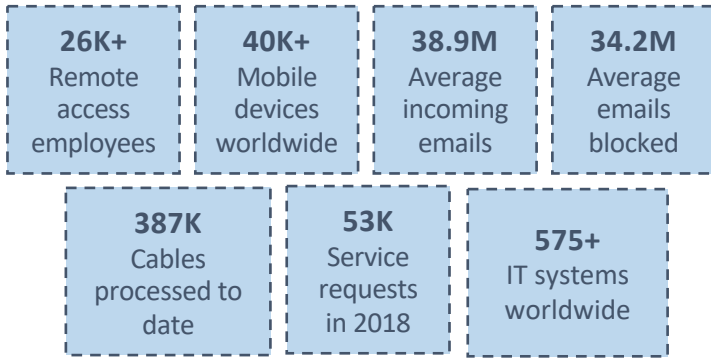 26K+
Remote
access
employees
40K+
Mobile
devices
worldwide
38.9M
Average
incoming
emails
34.2M
Average
emails
blocked
387K
Cables
processed to
date
53K
Service
requests
in 2018
575+
IT systems
worldwide